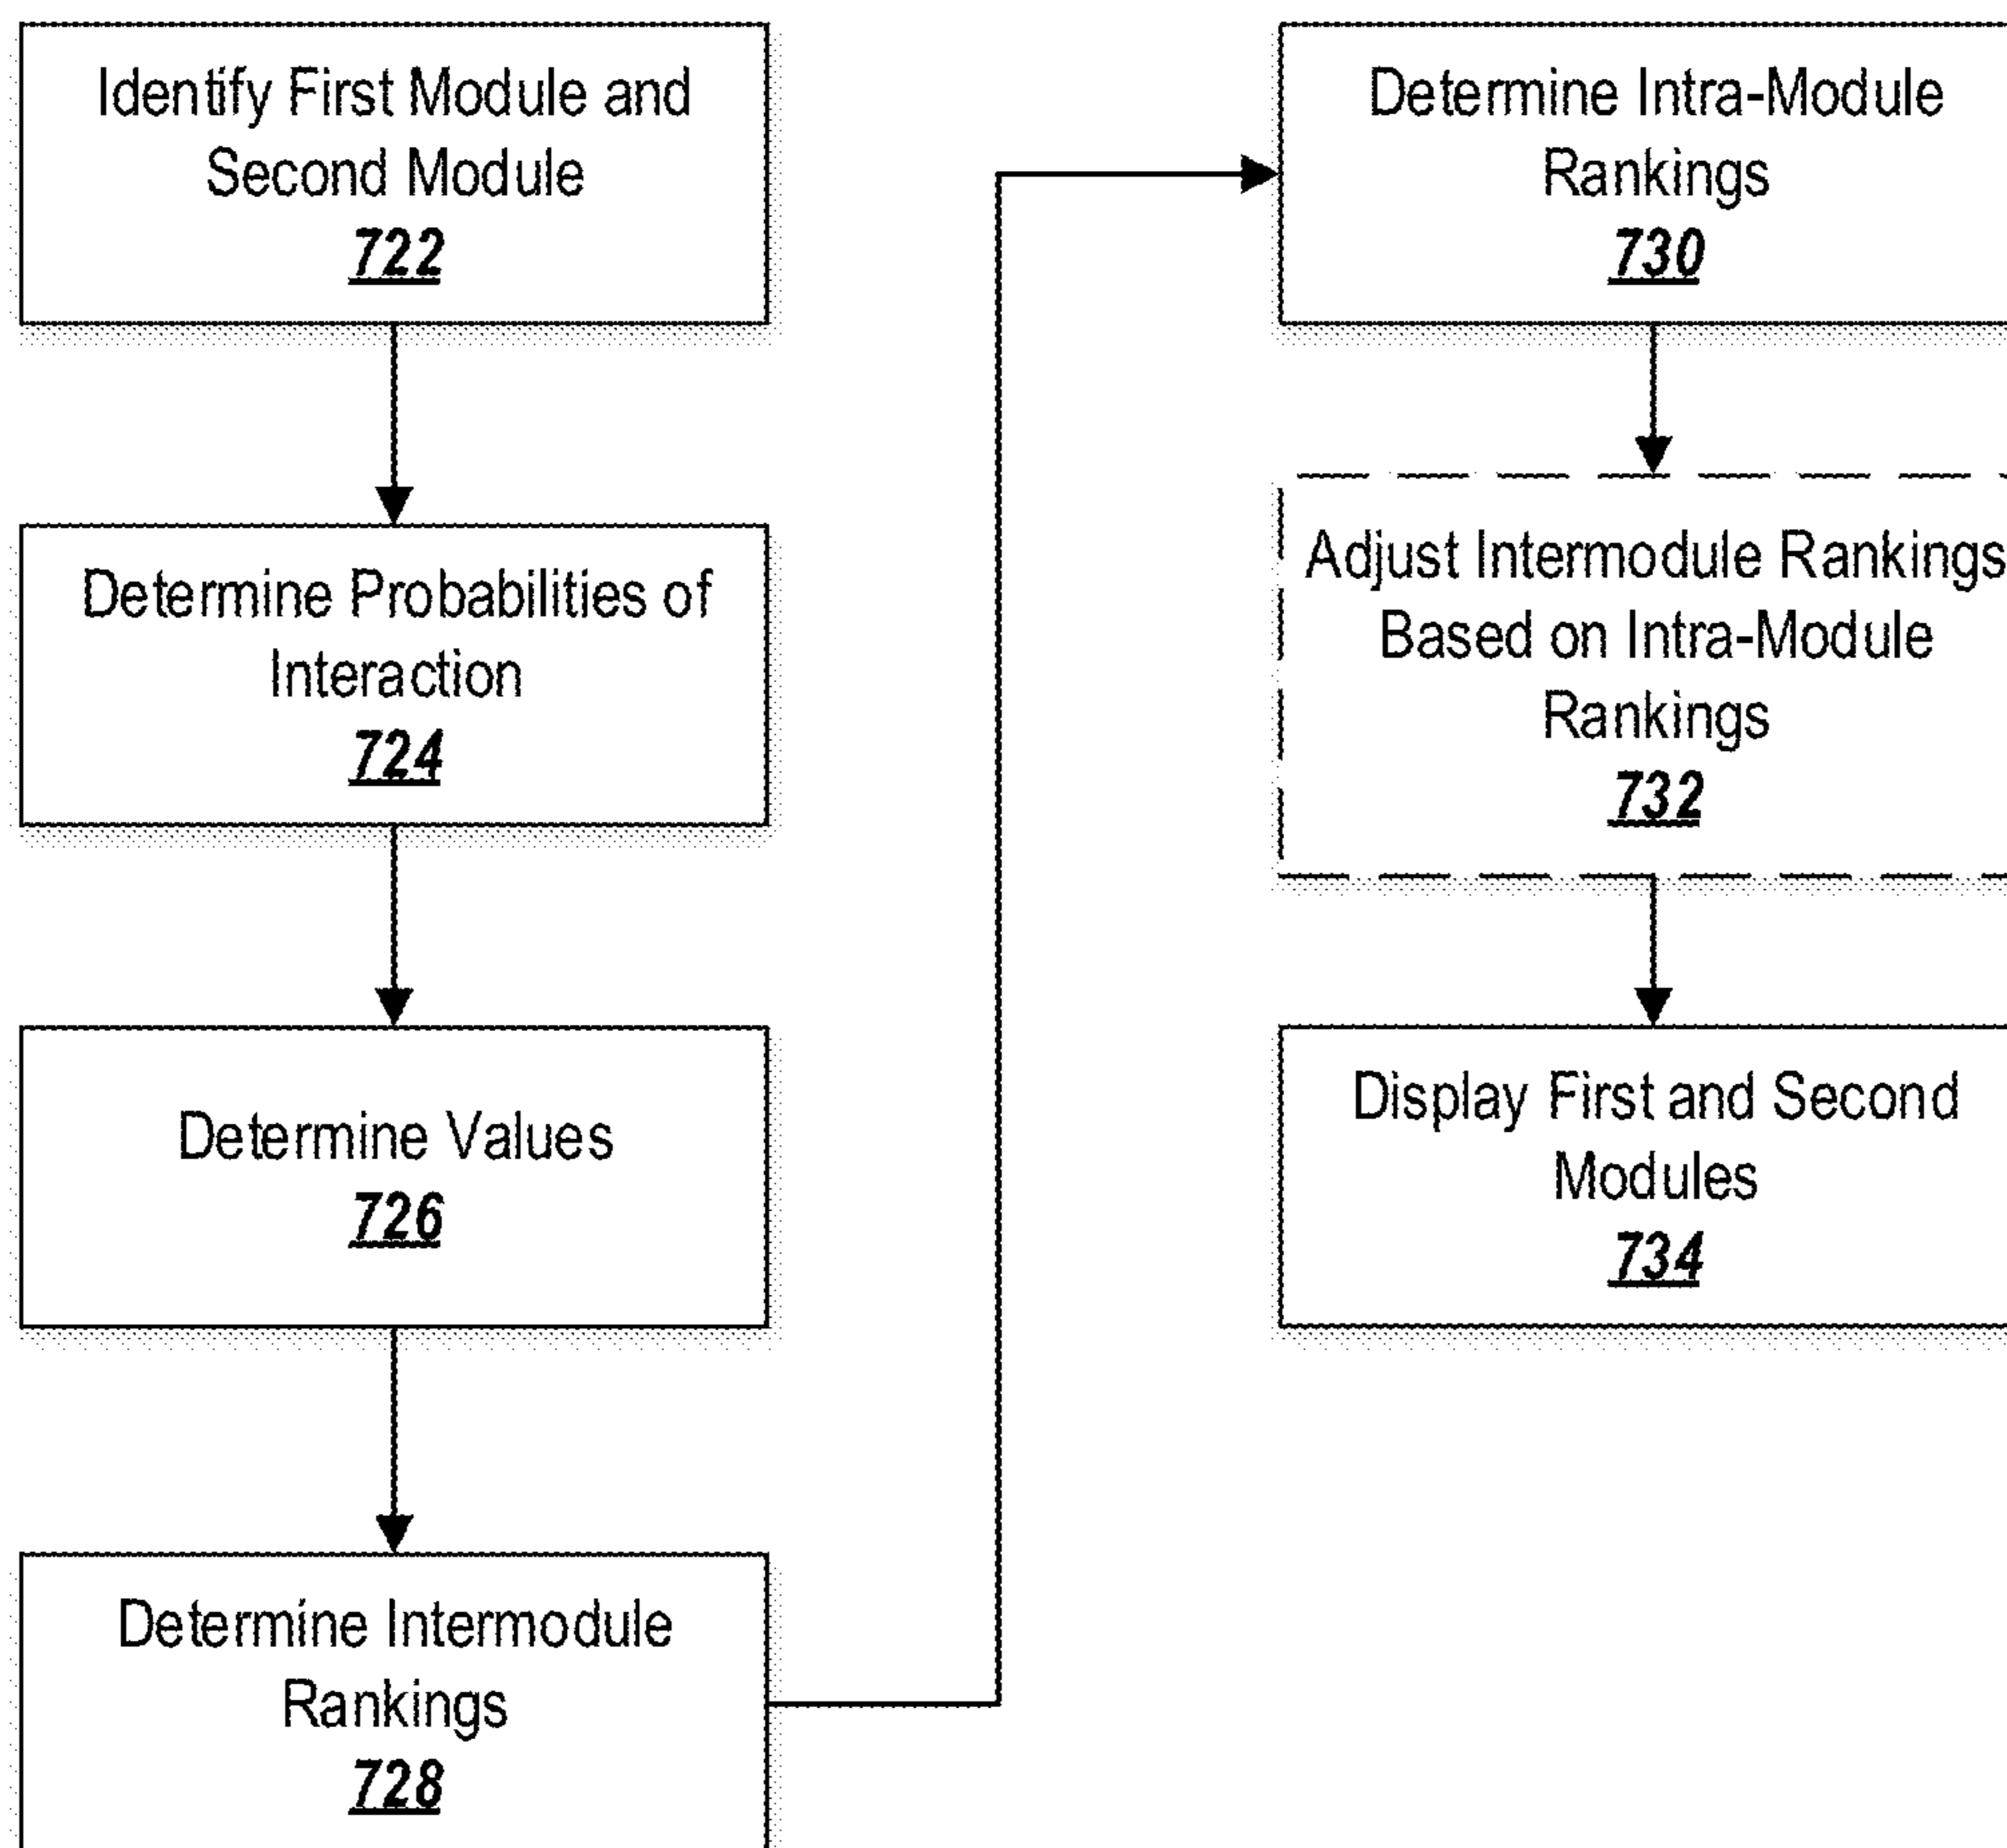 Identify First Module and
Second Module
722
Determine Probabilities of
Interaction
724
Determine Values
726
Determine Intermodule
Rankings
728
Determine Intra-Module
Rankings
730
Adjust Intermodule Rankings
Based on Intra-Module
Rankings
732
Display First and Second
Modules
734